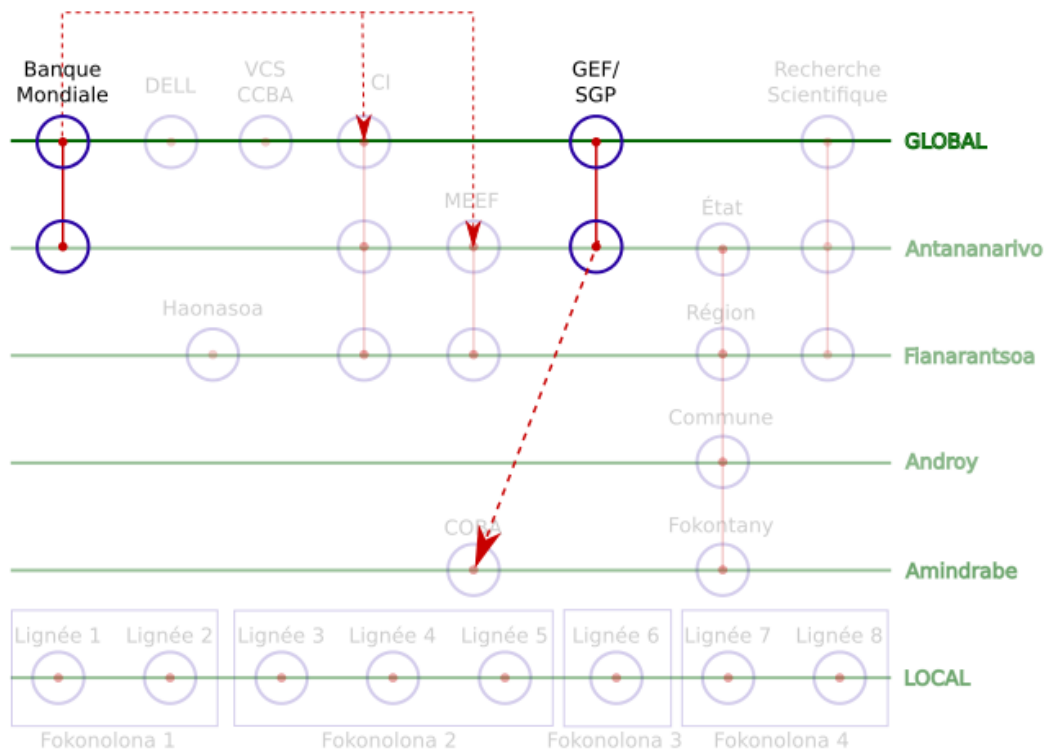 Banque
Mondiale
DELL
VCS
CCBA
CI
GEF/
SGP
Recherche
Scientifique
GLOBAL
MEEF
État
Antananarivo
Haonasoa
Région
Fianarantsoa
Commune
Androy
COBA
Fokontany
Amindrabe
Lignée 1
Lignée 2
Lignée 3
Lignée 4
Lignée 5
Lignée 6
Lignée 7
Lignée 8
LOCAL
Fokonolona 1
Fokonolona 2
Fokonolona 3
Fokonolona 4